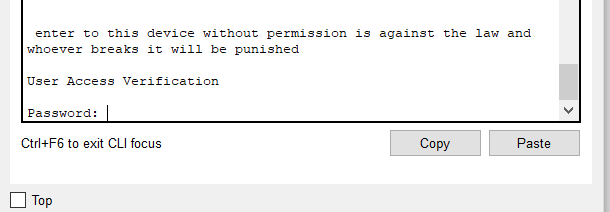 enter to this device without permission is against the law and
whoever breaks it will be punished
User Access Verification
Password:
Ctrl+F6 to exit CLI focus
Copy
Paste
Top